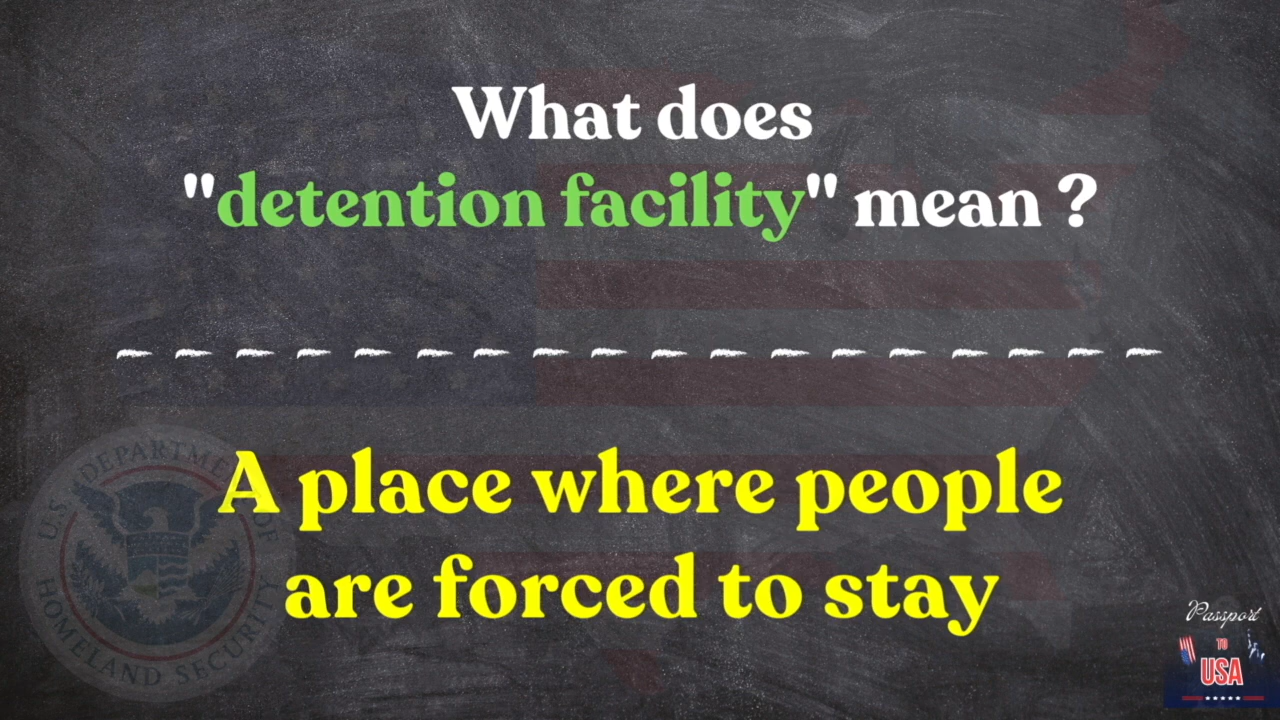 What does
"detention facility" mean ?
A place where people
are forced to stay
U.S. DEPARTMENT OF
HOMELAND SECURITY
Passport
TO
USA